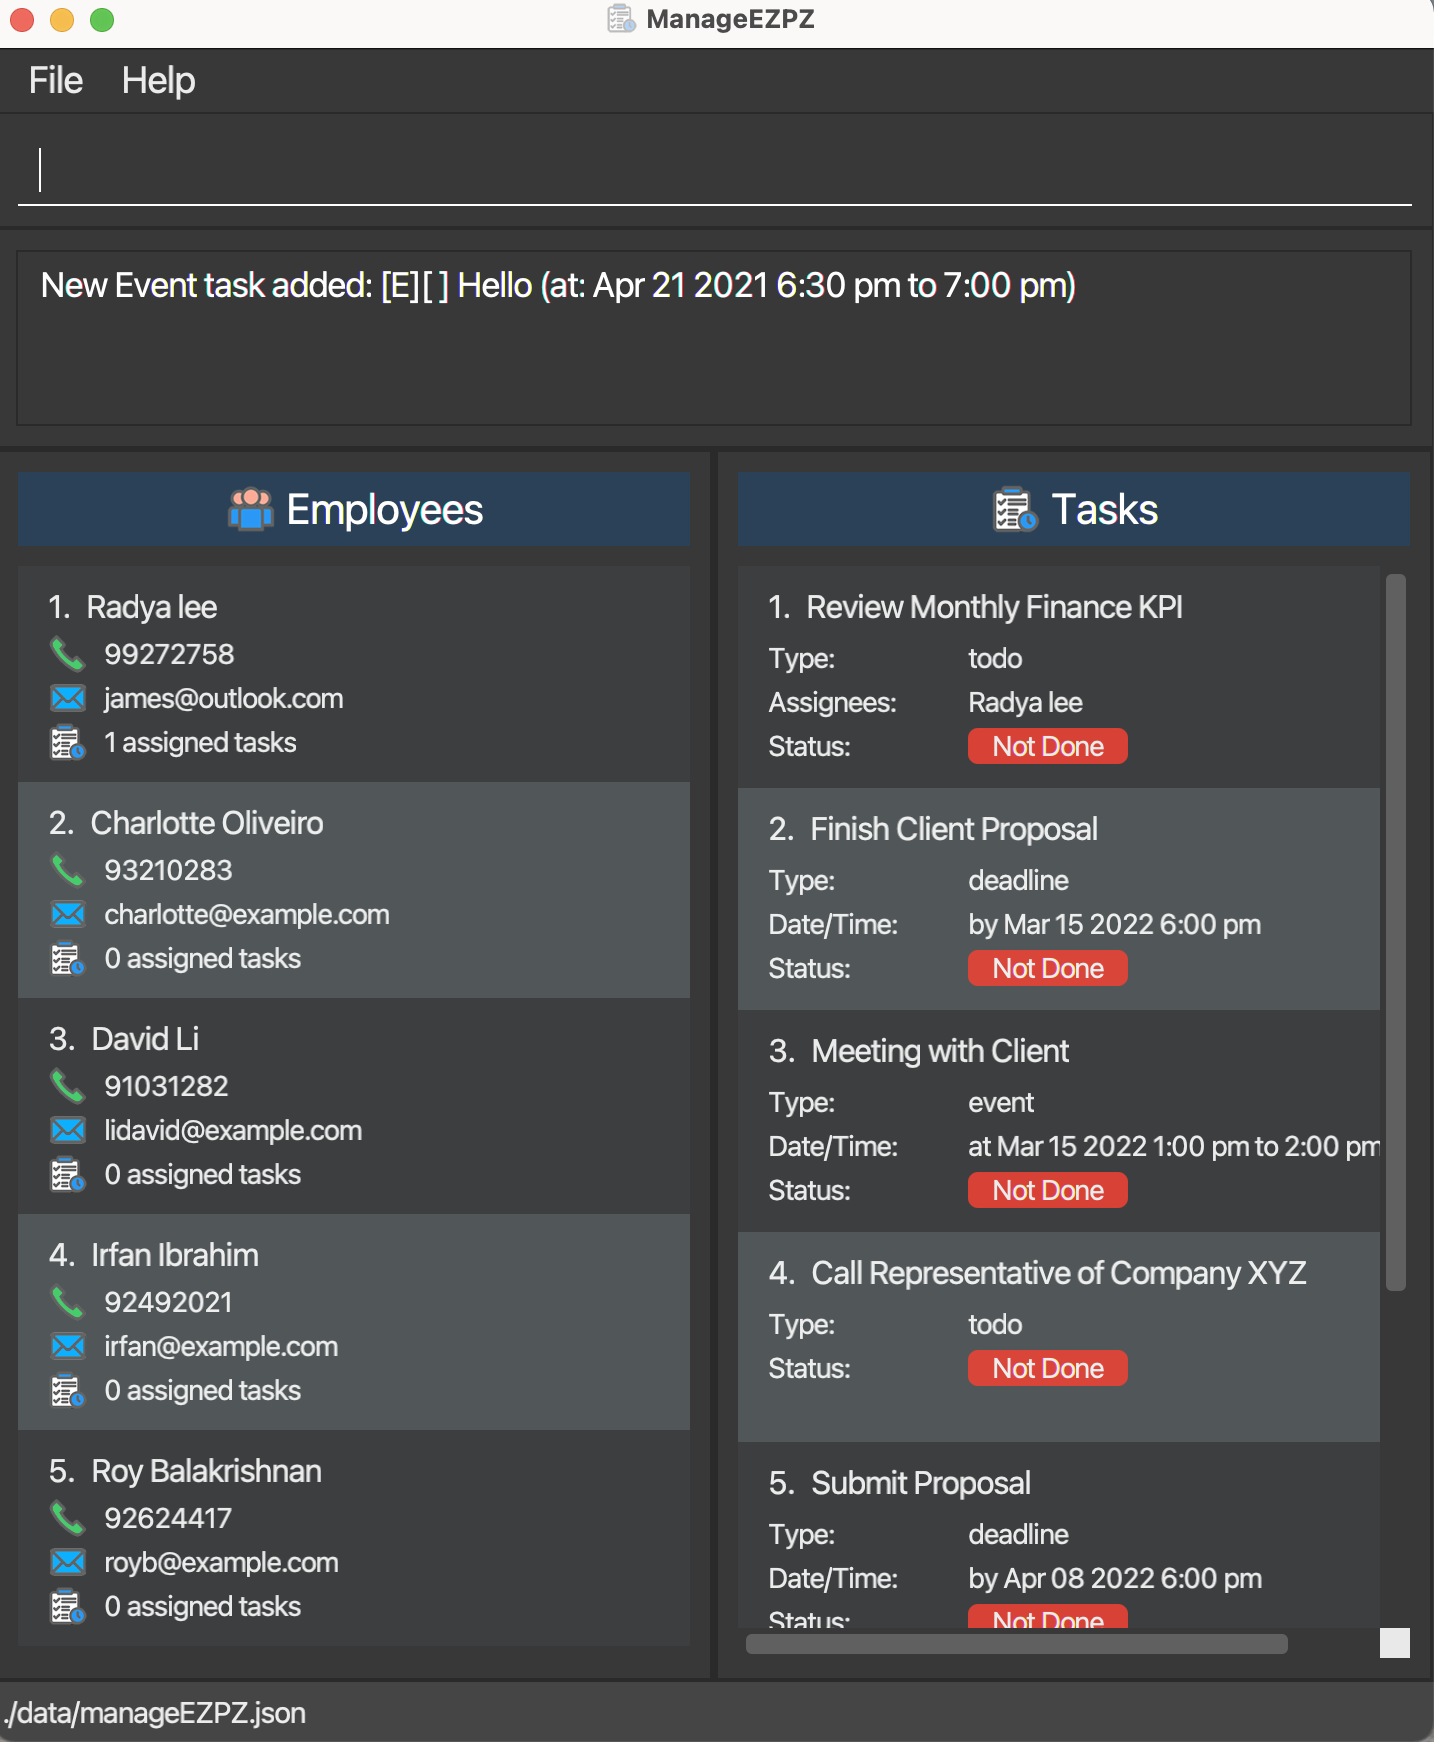 ManageEZPZ
File Help
New Event task added: [E][ ] Hello (at: Apr 21 2021 6:30 pm to 7:00 pm)
Employees
1. Radya lee
99272758
james@outlook.com
1 assigned tasks
2. Charlotte Oliveiro
93210283
charlotte@example.com
0 assigned tasks
3. David Li
91031282
lidavid@example.com
0 assigned tasks
4. Irfan Ibrahim
92492021
irfan@example.com
0 assigned tasks
5. Roy Balakrishnan
92624417
royb@example.com
0 assigned tasks
Tasks
1. Review Monthly Finance KPI
Type: todo
Assignees: Radya lee
Status: Not Done
2. Finish Client Proposal
Type: deadline
Date/Time: by Mar 15 2022 6:00 pm
Status: Not Done
3. Meeting with Client
Type: event
Date/Time: at Mar 15 2022 1:00 pm to 2:00 pm
Status: Not Done
4. Call Representative of Company XYZ
Type: todo
Status: Not Done
5. Submit Proposal
Type: deadline
Date/Time: by Apr 08 2022 6:00 pm
Status: Not Done
./data/manageEZPZ.json